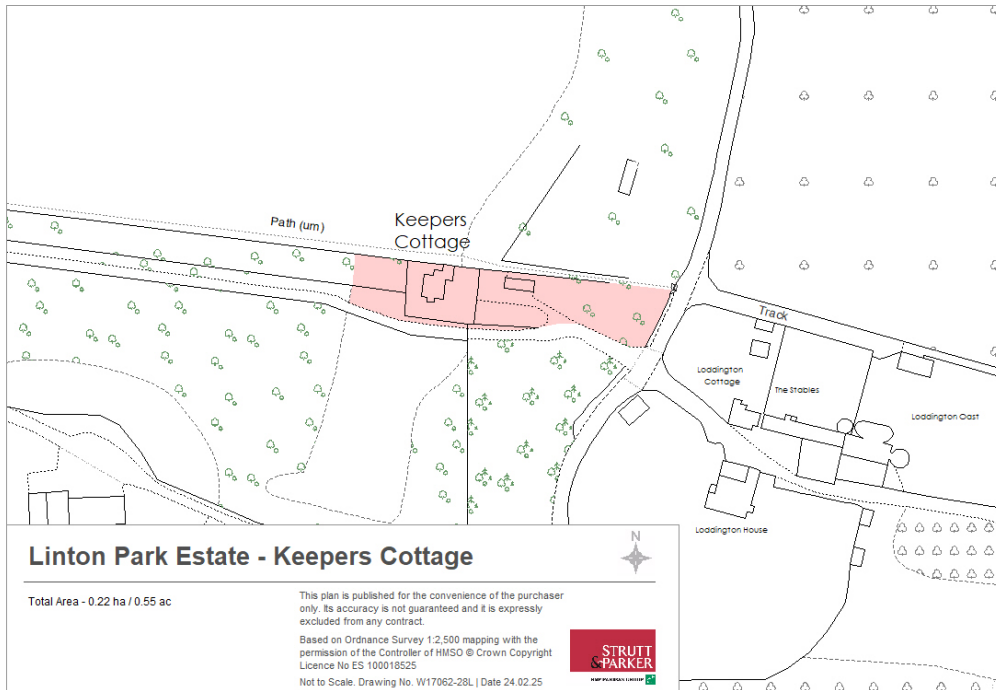 Path (um)
Keepers
Cottage
Track
Loddington
Cottage
The Stables
Loddington Oast
Loddington House
Linton Park Estate - Keepers Cottage
N
Total Area - 0.22 ha / 0.55 ac
This plan is published for the convenience of the purchaser
only. Its accuracy is not guaranteed and it is expressly
excluded from any contract.
Based on Ordnance Survey 1:2,500 mapping with the
permission of the Controller of HMSO © Crown Copyright
Licence No ES 100018525
Not to Scale. Drawing No. W17062-28L | Date 24.02.25
STRUTT
&PARKER
BNP PARIBAS GROUP